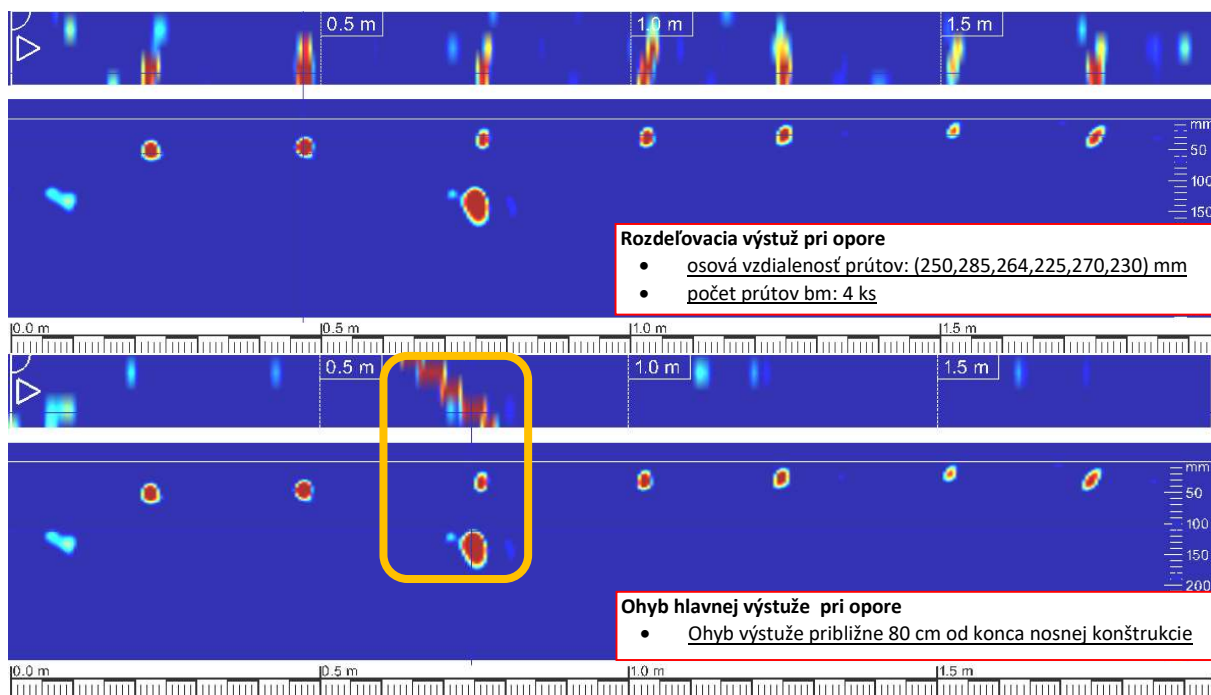 0.5 m
1.0 m
1.5 m
mm
50
100
150
Rozdeľovacia výstuž pri opore
• osová vzdialenosť prútov: (250,285,264,225,270,230) mm
• počet prútov bm: 4 ks
0.0 m
0.5 m
1.0 m
1.5 m
0.5 m
1.0 m
1.5 m
mm
50
100
150
200
Ohyb hlavnej výstuže pri opore
• Ohyb výstuže približne 80 cm od konca nosnej konštrukcie
0.0 m
0.5 m
1.0 m
1.5 m